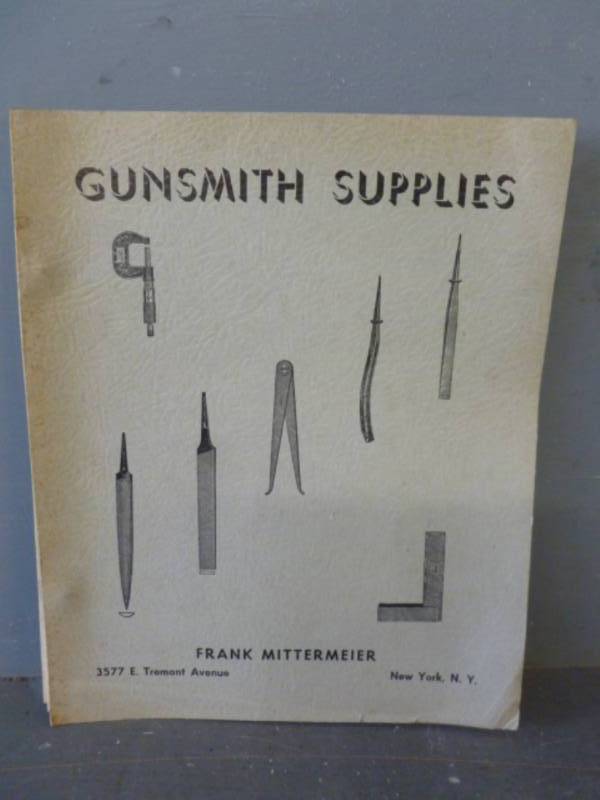 GUNSMITH SUPPLIES
FRANK MITTERMEIER
3577 E. Tremont Avenue
New York, N. Y.